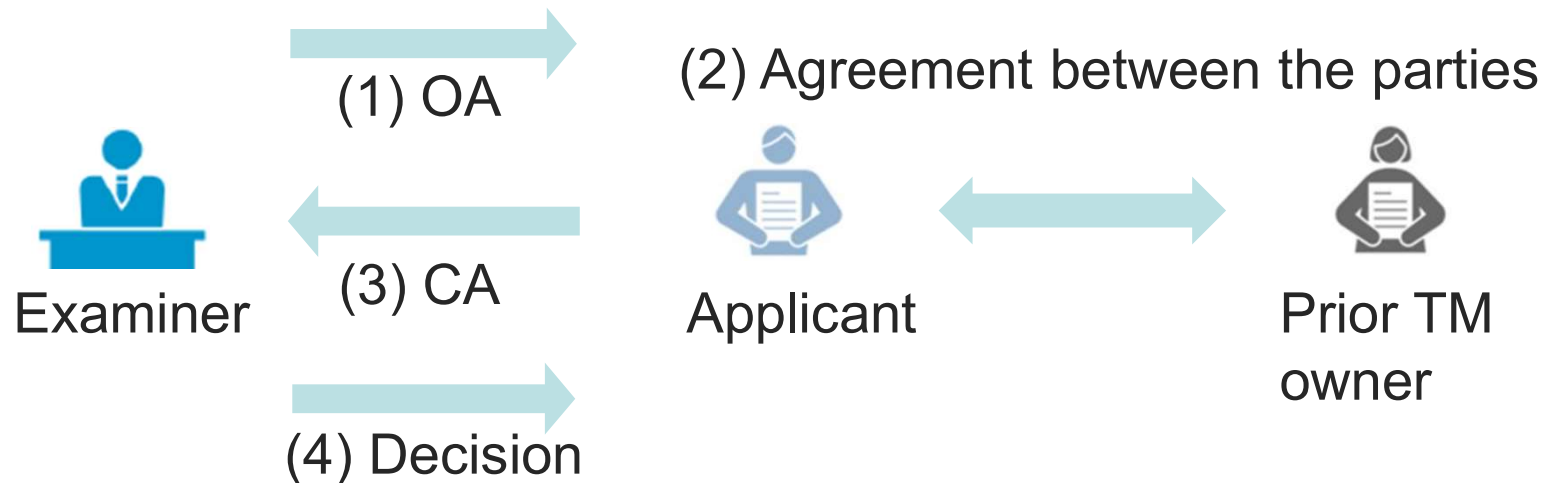 (1) OA
(2) Agreement between the parties
(3) CA
Examiner
Applicant
Prior TM
owner
(4) Decision